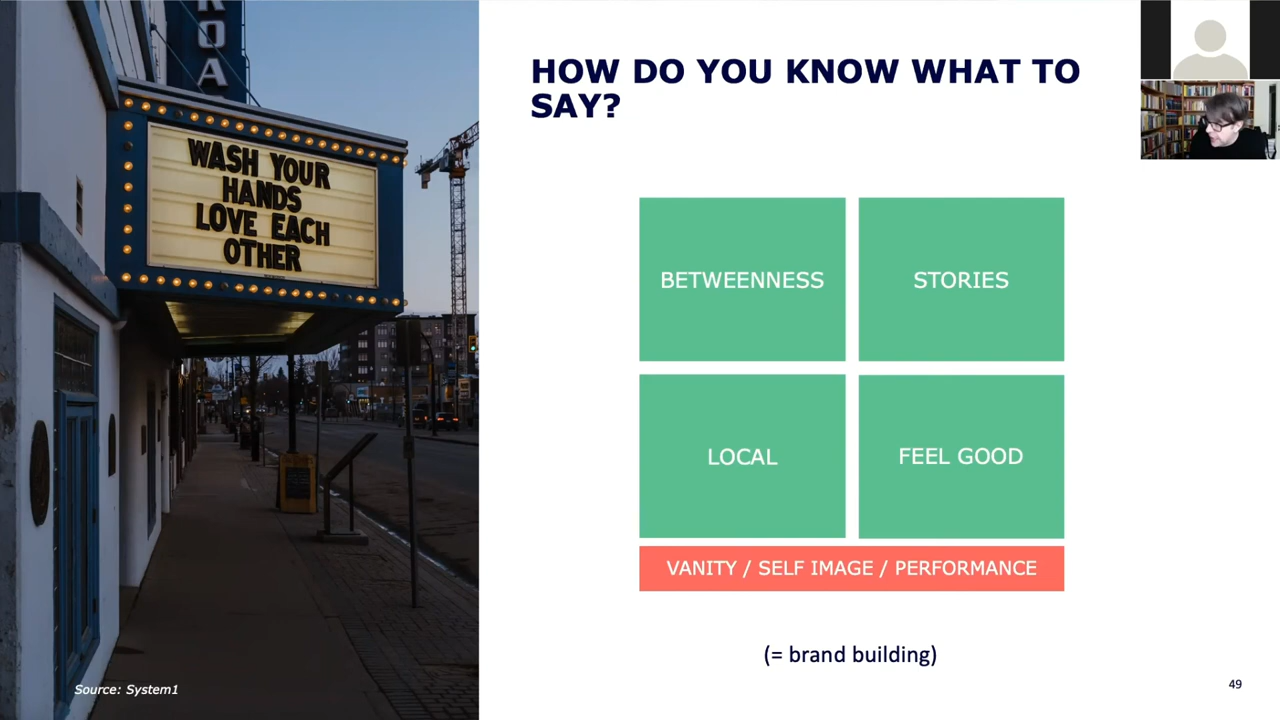 ROA
WASH YOUR
HANDS
LOVE EACH
OTHER
Source: System1
HOW DO YOU KNOW WHAT TO
SAY?
BETWEENNESS
STORIES
LOCAL
FEEL GOOD
VANITY / SELF IMAGE / PERFORMANCE
(= brand building)
49